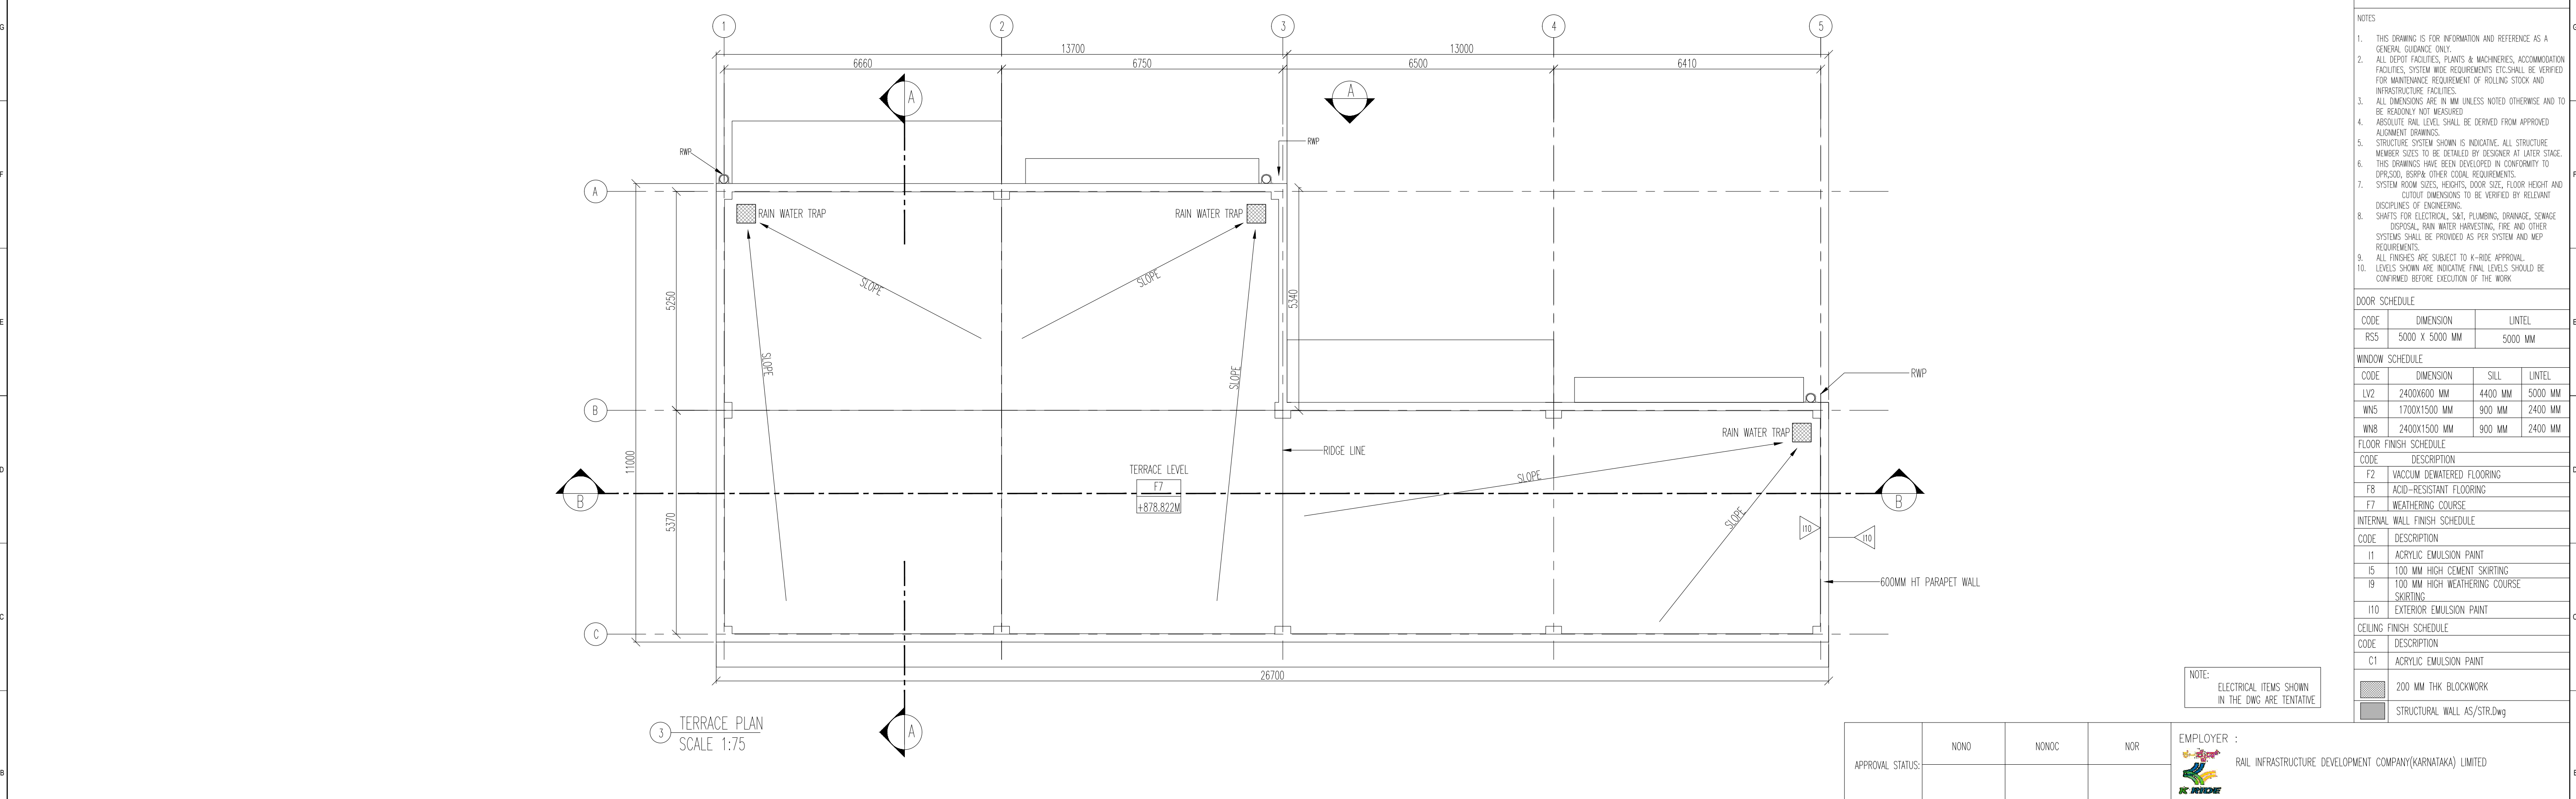 1
2
3
4
5
13700
13000
6660
6750
6500
6410
A
A
RWP
RWP
A
RAIN WATER TRAP
RAIN WATER TRAP
SLOPE
SLOPE
5250
5340
SLOPE
SLOPE
RWP
B
RAIN WATER TRAP
RIDGE LINE
11000
TERRACE LEVEL
F7
+878.822M
SLOPE
B
B
5370
SLOPE
I10
I10
600MM HT PARAPET WALL
C
26700
3
TERRACE PLAN
SCALE 1:75
A
G
F
E
D
C
B
NOTES
1. THIS DRAWING IS FOR INFORMATION AND REFERENCE AS A
GENERAL GUIDANCE ONLY.
2. ALL DEPOT FACILITIES, PLANTS & MACHINERIES, ACCOMMODATION
FACILITIES, SYSTEM WIDE REQUIREMENTS ETC.SHALL BE VERIFIED
FOR MAINTENANCE REQUIREMENT OF ROLLING STOCK AND
INFRASTRUCTURE FACILITIES.
3. ALL DIMENSIONS ARE IN MM UNLESS NOTED OTHERWISE AND TO
BE READONLY NOT MEASURED
4. ABSOLUTE RAIL LEVEL SHALL BE DERIVED FROM APPROVED
ALIGNMENT DRAWINGS.
5. STRUCTURE SYSTEM SHOWN IS INDICATIVE. ALL STRUCTURE
MEMBER SIZES TO BE DETAILED BY DESIGNER AT LATER STAGE.
6. THIS DRAWINGS HAVE BEEN DEVELOPED IN CONFORMITY TO
DPR,SOD, BSRP& OTHER CODAL REQUIREMENTS.
7. SYSTEM ROOM SIZES, HEIGHTS, DOOR SIZE, FLOOR HEIGHT AND
CUTOUT DIMENSIONS TO BE VERIFIED BY RELEVANT
DISCIPLINES OF ENGINEERING.
8. SHAFTS FOR ELECTRICAL, S&T, PLUMBING, DRAINAGE, SEWAGE
DISPOSAL, RAIN WATER HARVESTING, FIRE AND OTHER
SYSTEMS SHALL BE PROVIDED AS PER SYSTEM AND MEP
REQUIREMENTS.
9. ALL FINISHES ARE SUBJECT TO K-RIDE APPROVAL.
10. LEVELS SHOWN ARE INDICATIVE FINAL LEVELS SHOULD BE
CONFIRMED BEFORE EXECUTION OF THE WORK
DOOR SCHEDULE
CODE DIMENSION LINTEL
RS5 5000 X 5000 MM 5000 MM
WINDOW SCHEDULE
CODE DIMENSION SILL LINTEL
LV2 2400X600 MM 4400 MM 5000 MM
WN5 1700X1500 MM 900 MM 2400 MM
WN8 2400X1500 MM 900 MM 2400 MM
FLOOR FINISH SCHEDULE
CODE DESCRIPTION
F2 VACCUM DEWATERED FLOORING
F8 ACID-RESISTANT FLOORING
F7 WEATHERING COURSE
INTERNAL WALL FINISH SCHEDULE
CODE DESCRIPTION
I1 ACRYLIC EMULSION PAINT
I5 100 MM HIGH CEMENT SKIRTING
I9 100 MM HIGH WEATHERING COURSE
SKIRTING
I10 EXTERIOR EMULSION PAINT
CEILING FINISH SCHEDULE
CODE DESCRIPTION
C1 ACRYLIC EMULSION PAINT
200 MM THK BLOCKWORK
STRUCTURAL WALL AS/STR.Dwg
NOTE:
ELECTRICAL ITEMS SHOWN
IN THE DWG ARE TENTATIVE
APPROVAL STATUS:
NONO NONOC NOR
EMPLOYER :
K RIDE
RAIL INFRASTRUCTURE DEVELOPMENT COMPANY(KARNATAKA) LIMITED